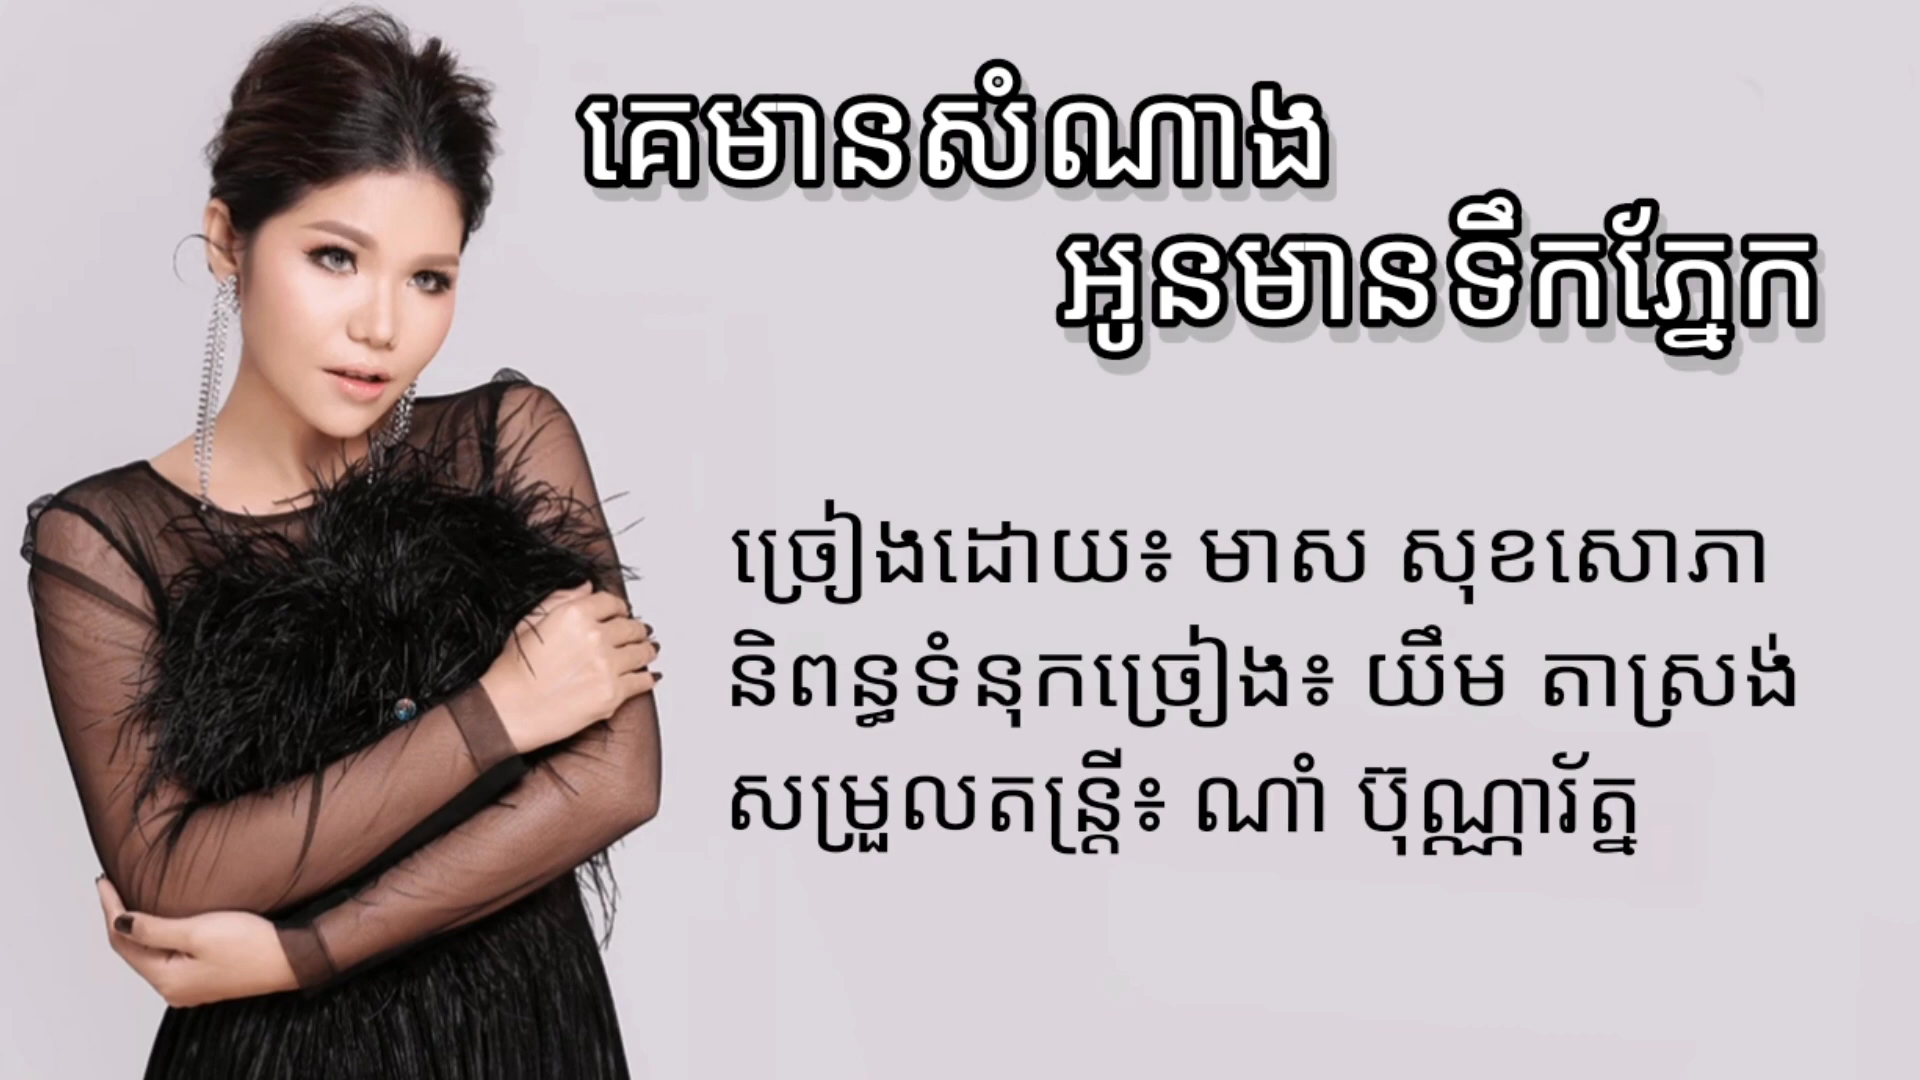 គេមានសំណាង
អូនមានទឹកភ្នែក
ច្រៀងដោយ៖ មាស សុខសោភា
និពន្ធទំនុកច្រៀង៖ យឹម តាស្រង់
សម្រួលតន្ត្រី៖ ណាំ ប៊ុណ្ណារ័ត្ន